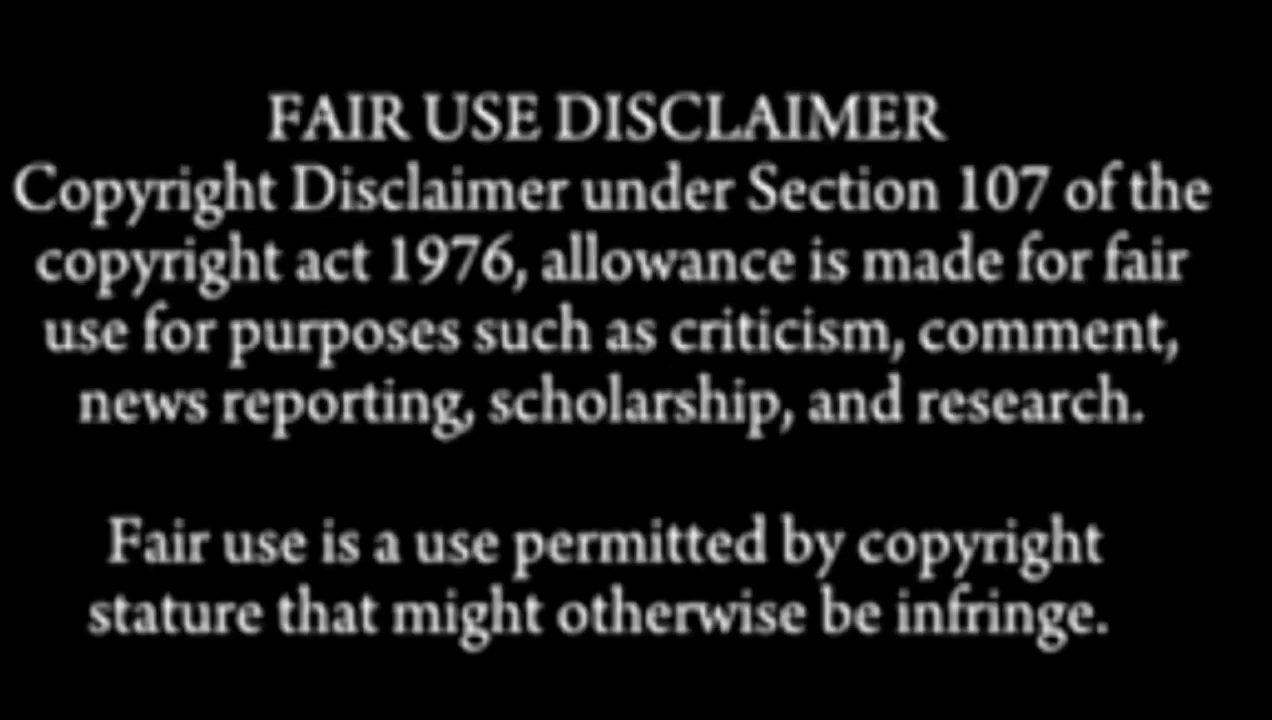 FAIR USE DISCLAIMER
Copyright Disclaimer under Section 107 of the
copyright act 1976, allowance is made for fair
use for purposes such as criticism, comment,
news reporting, scholarship, and research.
Fair use is a use permitted by copyright
stature that might otherwise be infringe.